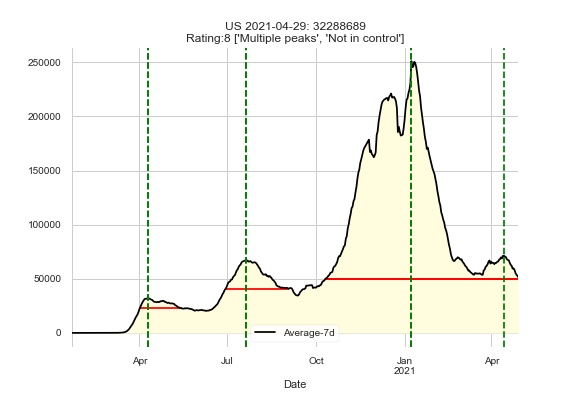 US 2021-04-29: 32288689
Rating:8 ['Multiple peaks', 'Not in control']
250000
200000
150000
100000
50000
0
Average-7d
Apr Jul Oct Jan Apr
2021
Date